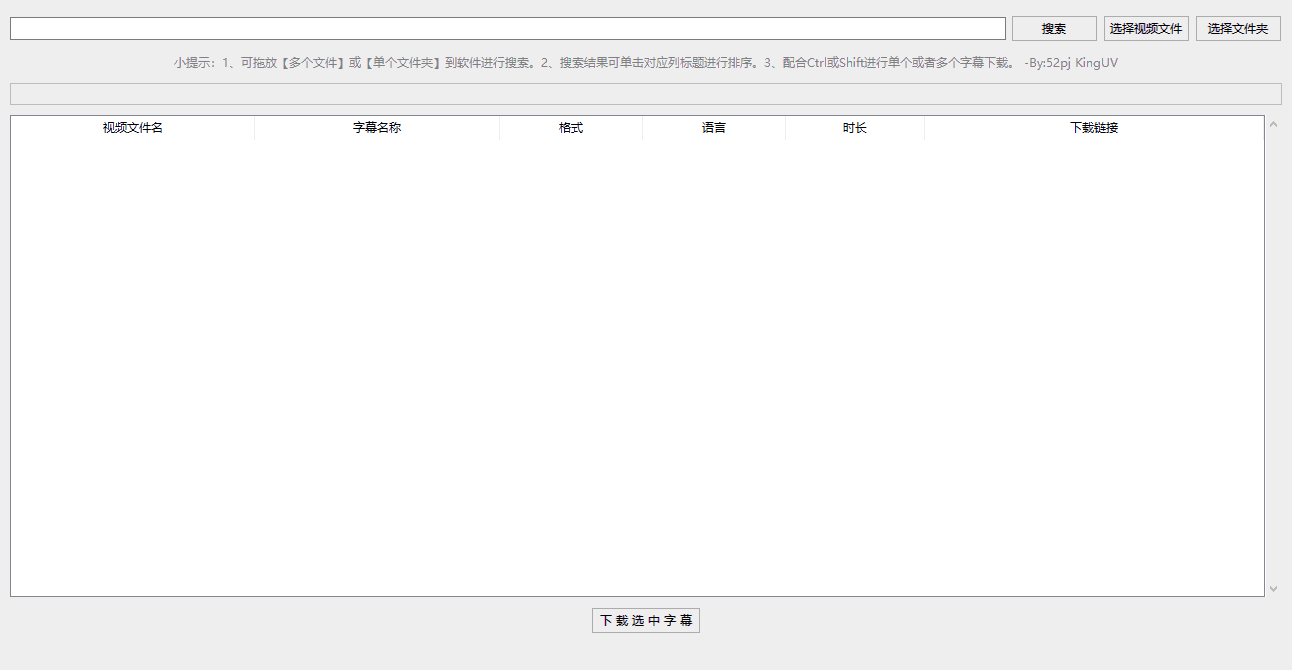 搜索 选择视频文件 选择文件夹
小提示：1、可拖放【多个文件】或【单个文件夹】到软件进行搜索。2、搜索结果可单击对应列标题进行排序。3、配合Ctrl或Shift进行单个或者多个字幕下载。 -By:52pj KingUV
视频文件名 字幕名称 格式 语言 时长 下载链接
下载选中字幕